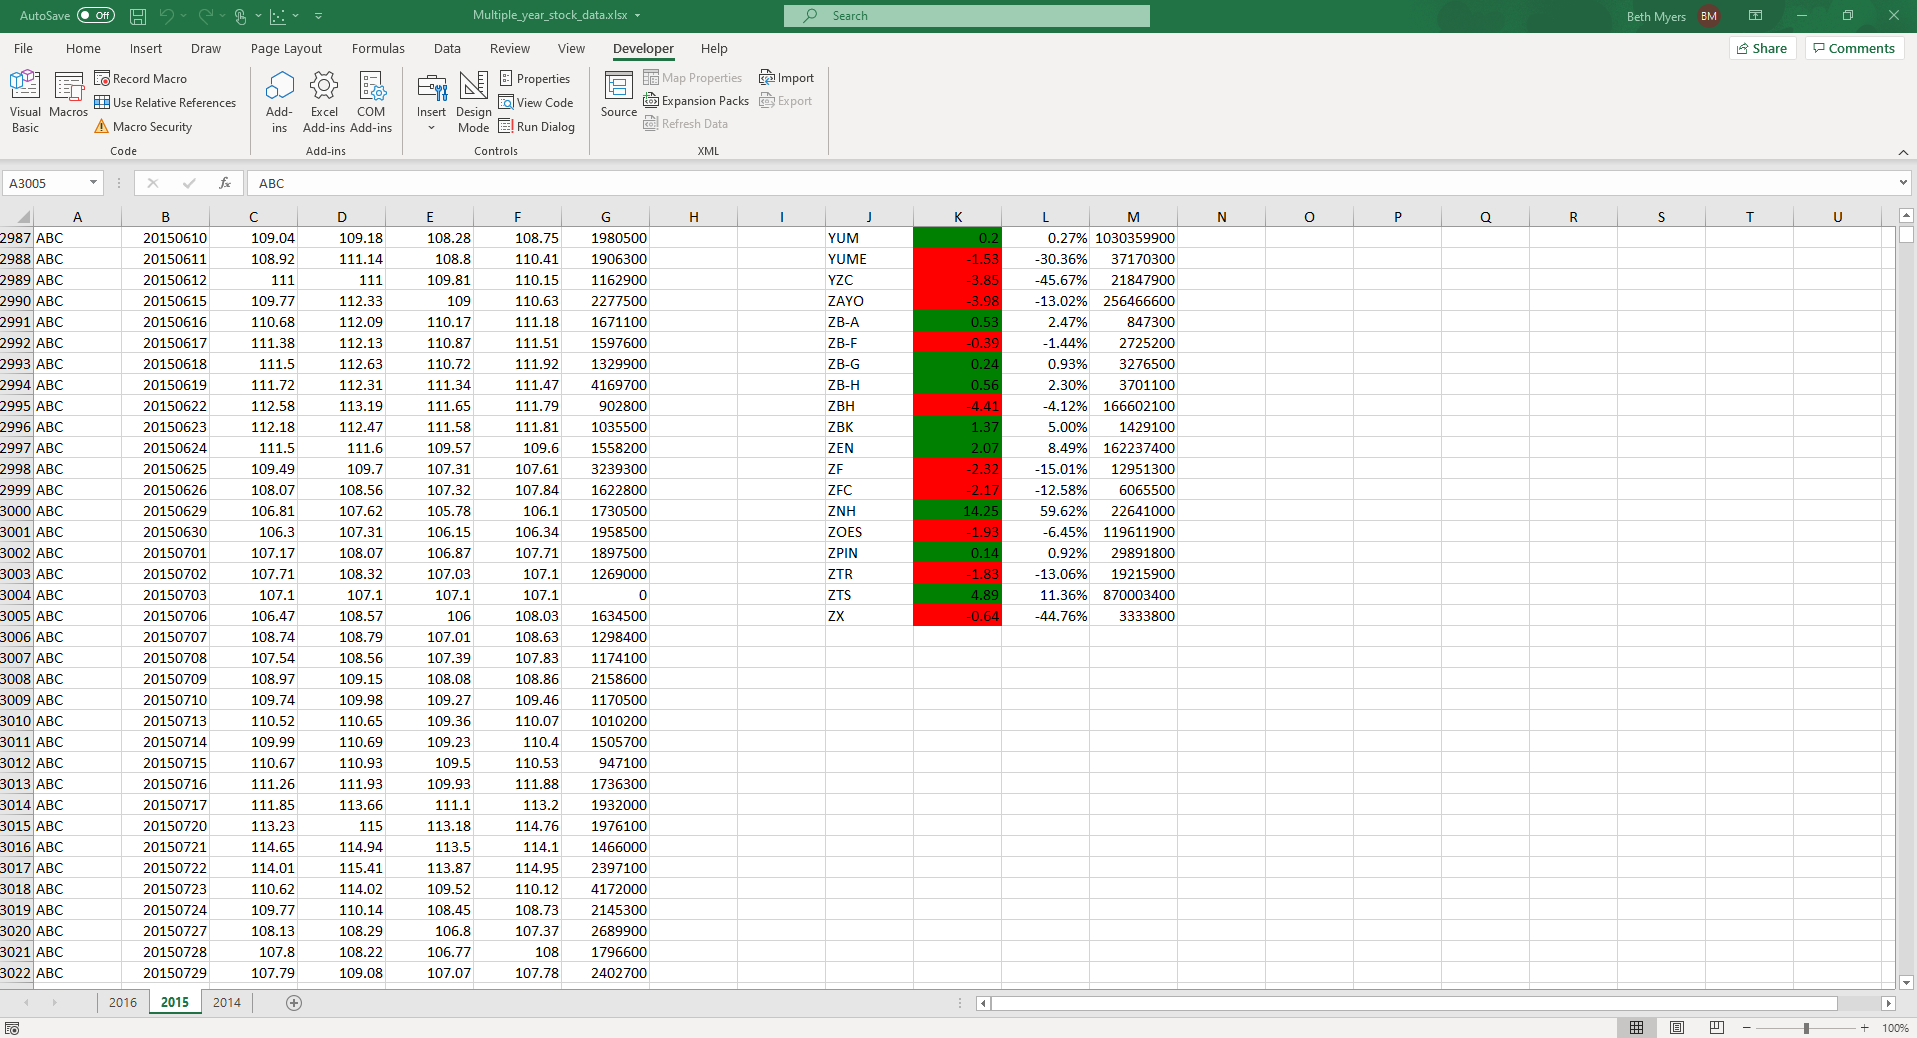 AutoSave Off Multiple_year_stock_data.xlsx Search Beth Myers BM
File Home Insert Draw Page Layout Formulas Data Review View Developer Help Share Comments
Visual Basic Macros Record Macro Use Relative References Macro Security Add-ins Excel Add-ins COM Add-ins Insert Design Mode Properties View Code Run Dialog Source Map Properties Expansion Packs Refresh Data Import Export
Code Add-ins Controls XML
A3005 fx ABC
A B C D E F G H I J K L M N O P Q R S T U
2987 ABC 20150610 109.04 109.18 108.28 108.75 1980500 YUM 0.2 0.27% 1030359900
2988 ABC 20150611 108.92 111.14 108.8 110.41 1906300 YUME -1.53 -30.36% 37170300
2989 ABC 20150612 111 111 109.81 110.15 1162900 YZC -3.85 -45.67% 21847900
2990 ABC 20150615 109.77 112.33 109 110.63 2277500 ZAYO -3.98 -13.02% 256466600
2991 ABC 20150616 110.68 112.09 110.17 111.18 1671100 ZB-A 0.53 2.47% 847300
2992 ABC 20150617 111.38 112.13 110.87 111.51 1597600 ZB-F -0.39 -1.44% 2725200
2993 ABC 20150618 111.5 112.63 110.72 111.92 1329900 ZB-G 0.24 0.93% 3276500
2994 ABC 20150619 111.72 112.31 111.34 111.47 4169700 ZB-H 0.56 2.30% 3701100
2995 ABC 20150622 112.58 113.19 111.65 111.79 902800 ZBH -4.41 -4.12% 166602100
2996 ABC 20150623 112.18 112.47 111.58 111.81 1035500 ZBK 1.37 5.00% 1429100
2997 ABC 20150624 111.5 111.6 109.57 109.6 1558200 ZEN 2.07 8.49% 162237400
2998 ABC 20150625 109.49 109.7 107.31 107.61 3239300 ZF -2.32 -15.01% 12951300
2999 ABC 20150626 108.07 108.56 107.32 107.84 1622800 ZFC -2.17 -12.58% 6065500
3000 ABC 20150629 106.81 107.62 105.78 106.1 1730500 ZNH 14.25 59.62% 22641000
3001 ABC 20150630 106.3 107.31 106.15 106.34 1958500 ZOES -1.93 -6.45% 119611900
3002 ABC 20150701 107.17 108.07 106.87 107.71 1897500 ZPIN 0.14 0.92% 29891800
3003 ABC 20150702 107.71 108.32 107.03 107.1 1269000 ZTR -1.83 -13.06% 19215900
3004 ABC 20150703 107.1 107.1 107.1 107.1 0 ZTS 4.89 11.36% 870003400
3005 ABC 20150706 106.47 108.57 106 108.03 1634500 ZX -0.64 -44.76% 3333800
3006 ABC 20150707 108.74 108.79 107.01 108.63 1298400
3007 ABC 20150708 107.54 108.56 107.39 107.83 1174100
3008 ABC 20150709 108.97 109.15 108.08 108.86 2158600
3009 ABC 20150710 109.74 109.98 109.27 109.46 1170500
3010 ABC 20150713 110.52 110.65 109.36 110.07 1010200
3011 ABC 20150714 109.99 110.69 109.23 110.4 1505700
3012 ABC 20150715 110.67 110.93 109.5 110.53 947100
3013 ABC 20150716 111.26 111.93 109.93 111.88 1736300
3014 ABC 20150717 111.85 113.66 111.1 113.2 1932000
3015 ABC 20150720 113.23 115 113.18 114.76 1976100
3016 ABC 20150721 114.65 114.94 113.5 114.1 1466000
3017 ABC 20150722 114.01 115.41 113.87 114.95 2397100
3018 ABC 20150723 110.62 114.02 109.52 110.12 4172000
3019 ABC 20150724 109.77 110.14 108.45 108.73 2145300
3020 ABC 20150727 108.13 108.29 106.8 107.37 2689900
3021 ABC 20150728 107.8 108.22 106.77 108 1796600
3022 ABC 20150729 107.79 109.08 107.07 107.78 2402700
2016 2015 2014
100%